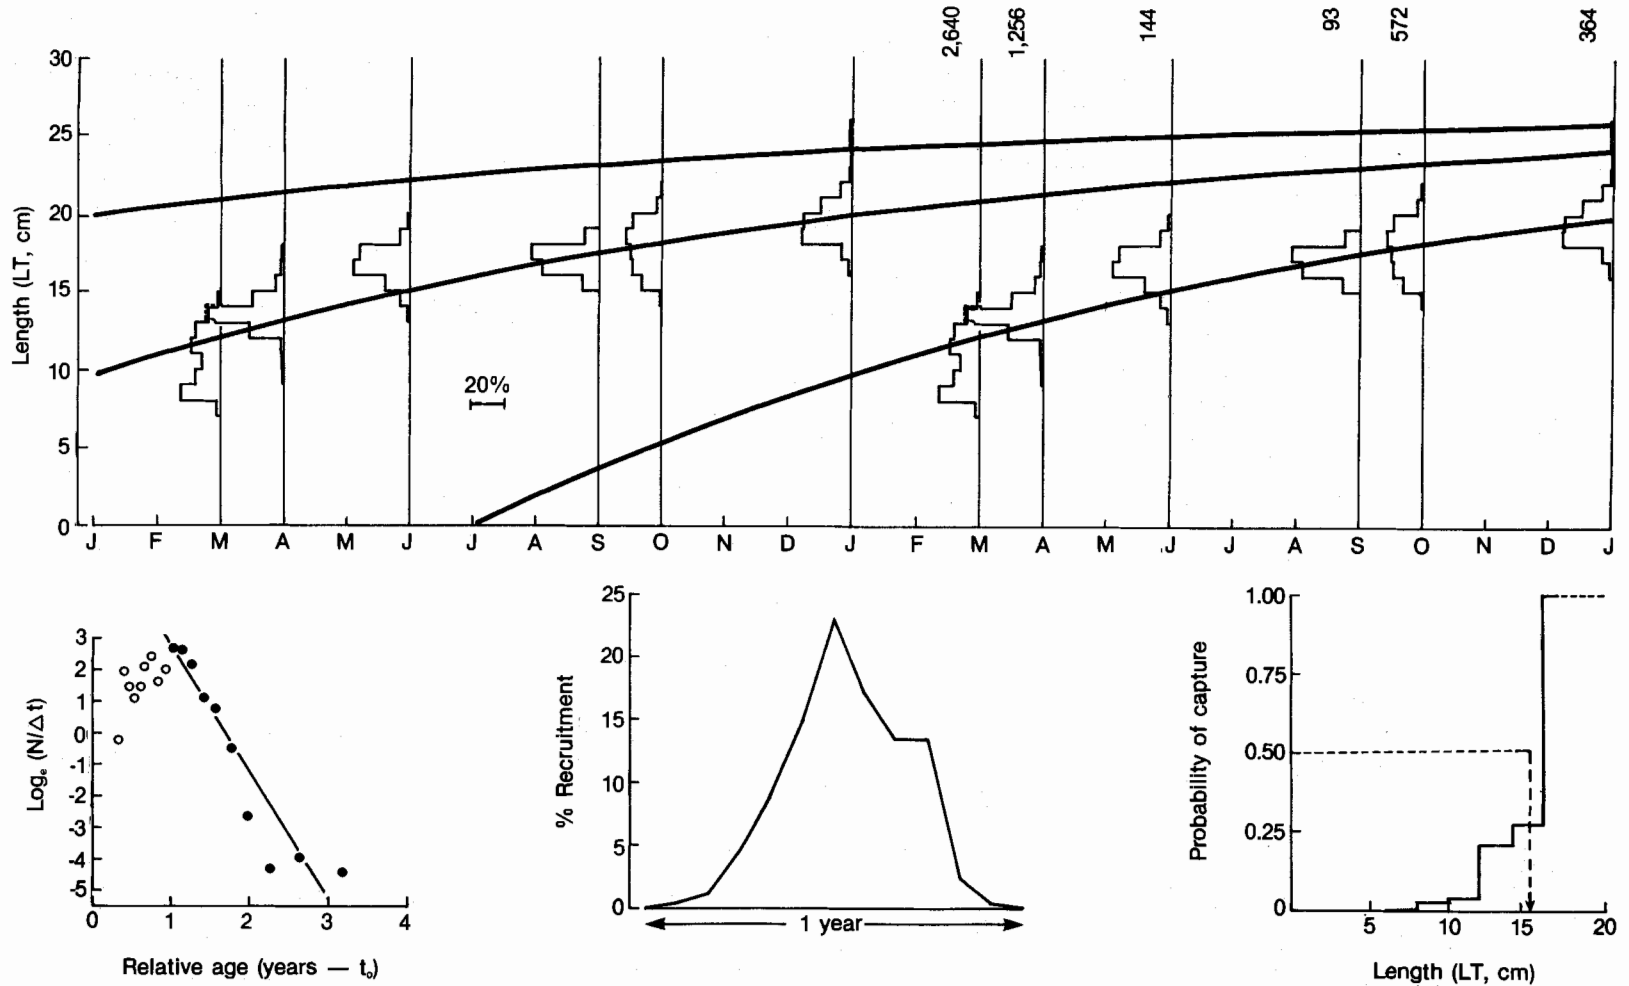 2,640 1,256 144 93 572 364
30
25
20
15
10
5
0
Length (LT, cm)
20%
J F M A M J J A S O N D J F M A M J J A S O N D J
3
2
1
0
-1
-2
-3
-4
-5
Logₑ (N/Δt)
0 1 2 3 4
Relative age (years — tₒ)
25
20
15
10
5
0
% Recruitment
1 year
1.00
0.75
0.50
0.25
0
Probability of capture
5 10 15 20
Length (LT, cm)